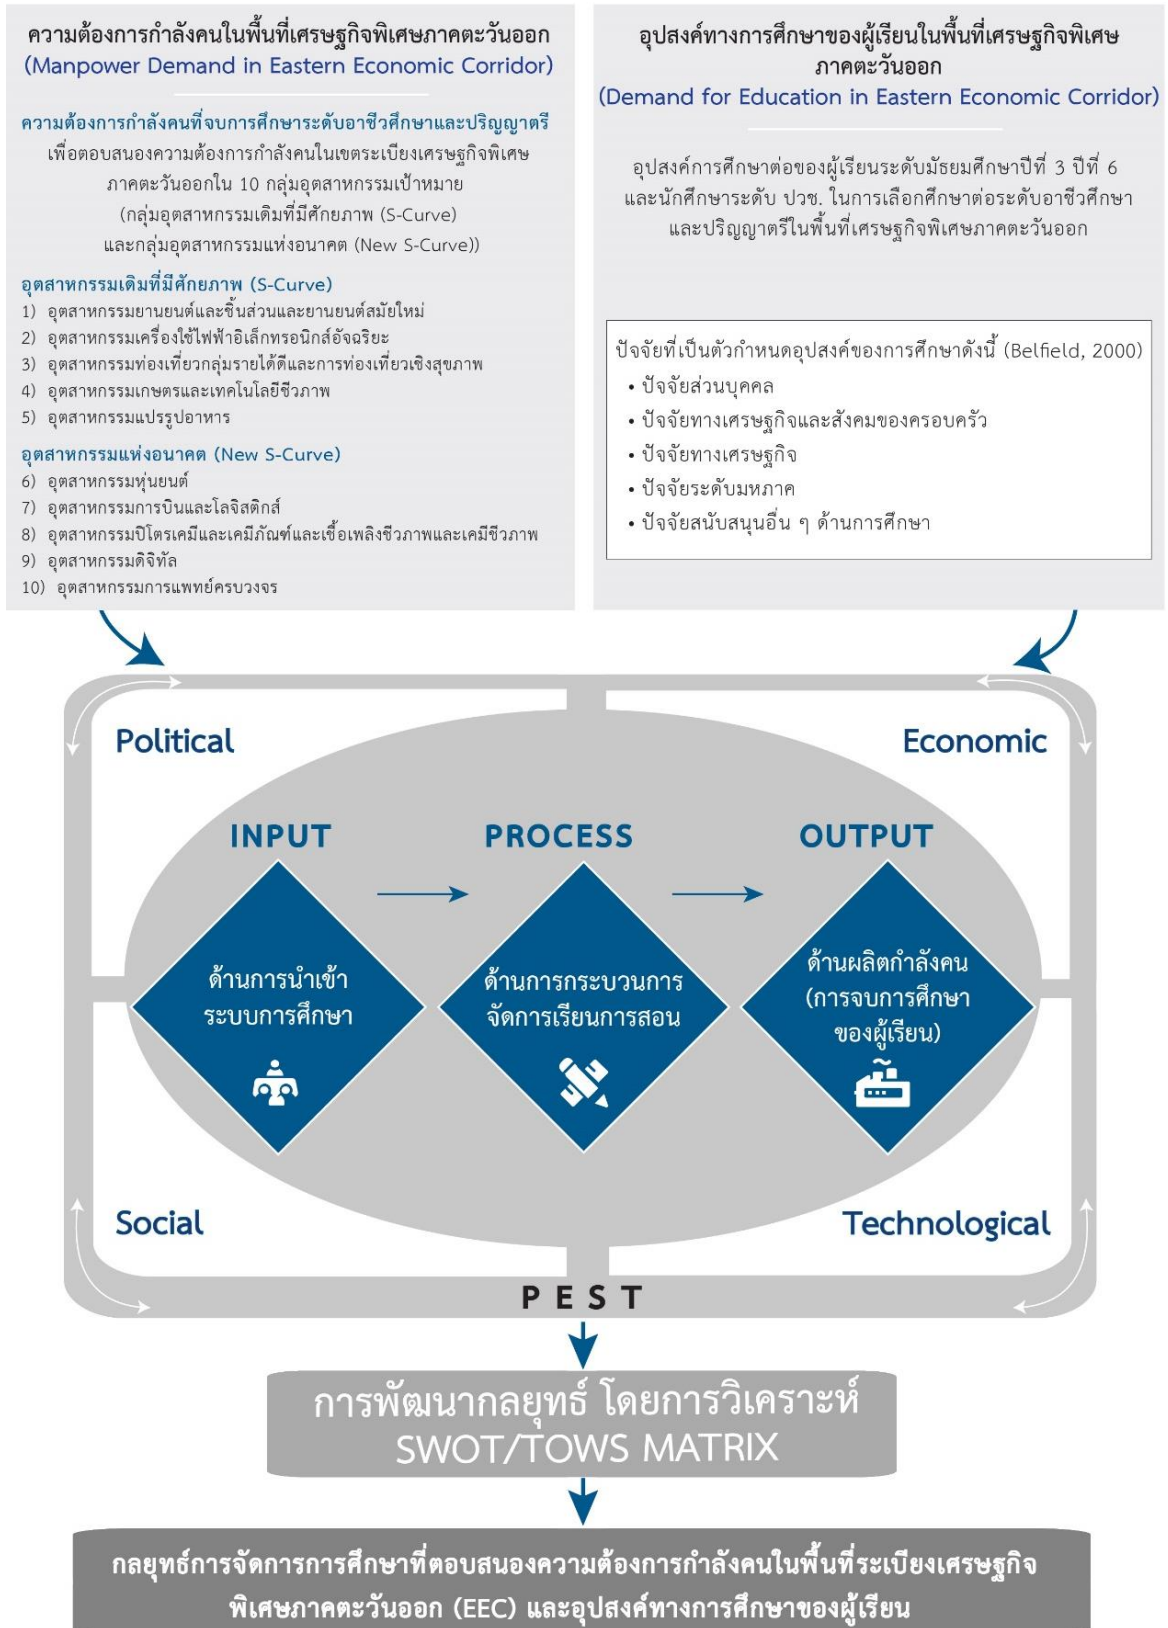 ความต้องการกำลังคนในพื้นที่เศรษฐกิจพิเศษภาคตะวันออก
(Manpower Demand in Eastern Economic Corridor)
ความต้องการกำลังคนที่จบการศึกษาระดับอาชีวศึกษาและปริญญาตรี
เพื่อตอบสนองความต้องการกำลังคนในเขตระเบียงเศรษฐกิจพิเศษ
ภาคตะวันออกใน 10 กลุ่มอุตสาหกรรมเป้าหมาย
(กลุ่มอุตสาหกรรมเดิมที่มีศักยภาพ (S-Curve)
และกลุ่มอุตสาหกรรมแห่งอนาคต (New S-Curve))
อุตสาหกรรมเดิมที่มีศักยภาพ (S-Curve)
1) อุตสาหกรรมยานยนต์และชิ้นส่วนและยานยนต์สมัยใหม่
2) อุตสาหกรรมเครื่องใช้ไฟฟ้าอิเล็กทรอนิกส์อัจฉริยะ
3) อุตสาหกรรมท่องเที่ยวกลุ่มรายได้ดีและการท่องเที่ยวเชิงสุขภาพ
4) อุตสาหกรรมเกษตรและเทคโนโลยีชีวภาพ
5) อุตสาหกรรมแปรรูปอาหาร
อุตสาหกรรมแห่งอนาคต (New S-Curve)
6) อุตสาหกรรมหุ่นยนต์
7) อุตสาหกรรมการบินและโลจิสติกส์
8) อุตสาหกรรมปิโตรเคมีและเคมีภัณฑ์และเชื้อเพลิงชีวภาพและเคมีชีวภาพ
9) อุตสาหกรรมดิจิทัล
10) อุตสาหกรรมการแพทย์ครบวงจร
อุปสงค์ทางการศึกษาของผู้เรียนในพื้นที่เศรษฐกิจพิเศษ
ภาคตะวันออก
(Demand for Education in Eastern Economic Corridor)
อุปสงค์การศึกษาต่อของผู้เรียนระดับมัธยมศึกษาปีที่ 3 ปีที่ 6
และนักศึกษาระดับ ปวช. ในการเลือกศึกษาต่อระดับอาชีวศึกษา
และปริญญาตรีในพื้นที่เศรษฐกิจพิเศษภาคตะวันออก
ปัจจัยที่เป็นตัวกำหนดอุปสงค์ของการศึกษาดังนี้ (Belfield, 2000)
• ปัจจัยส่วนบุคคล
• ปัจจัยทางเศรษฐกิจและสังคมของครอบครัว
• ปัจจัยทางเศรษฐกิจ
• ปัจจัยระดับมหภาค
• ปัจจัยสนับสนุนอื่น ๆ ด้านการศึกษา
Political
Economic
INPUT
PROCESS
OUTPUT
ด้านการนำเข้า
ระบบการศึกษา
ด้านการกระบวนการ
จัดการเรียนการสอน
ด้านผลิตกำลังคน
(การจบการศึกษา
ของผู้เรียน)
Social
Technological
P E S T
การพัฒนากลยุทธ์ โดยการวิเคราะห์
SWOT/TOWS MATRIX
กลยุทธ์การจัดการการศึกษาที่ตอบสนองความต้องการกำลังคนในพื้นที่ระเบียงเศรษฐกิจ
พิเศษภาคตะวันออก (EEC) และอุปสงค์ทางการศึกษาของผู้เรียน